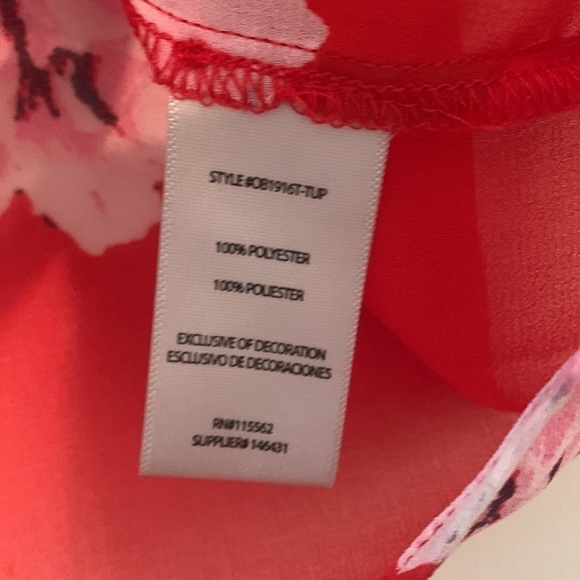 STYLE #OB1916T-TUP
100% POLYESTER
100% POLIESTER
EXCLUSIVE OF DECORATION
ESCLUSIVO DE DECORACIONES
RN#115562
SUPPLIER# 146431